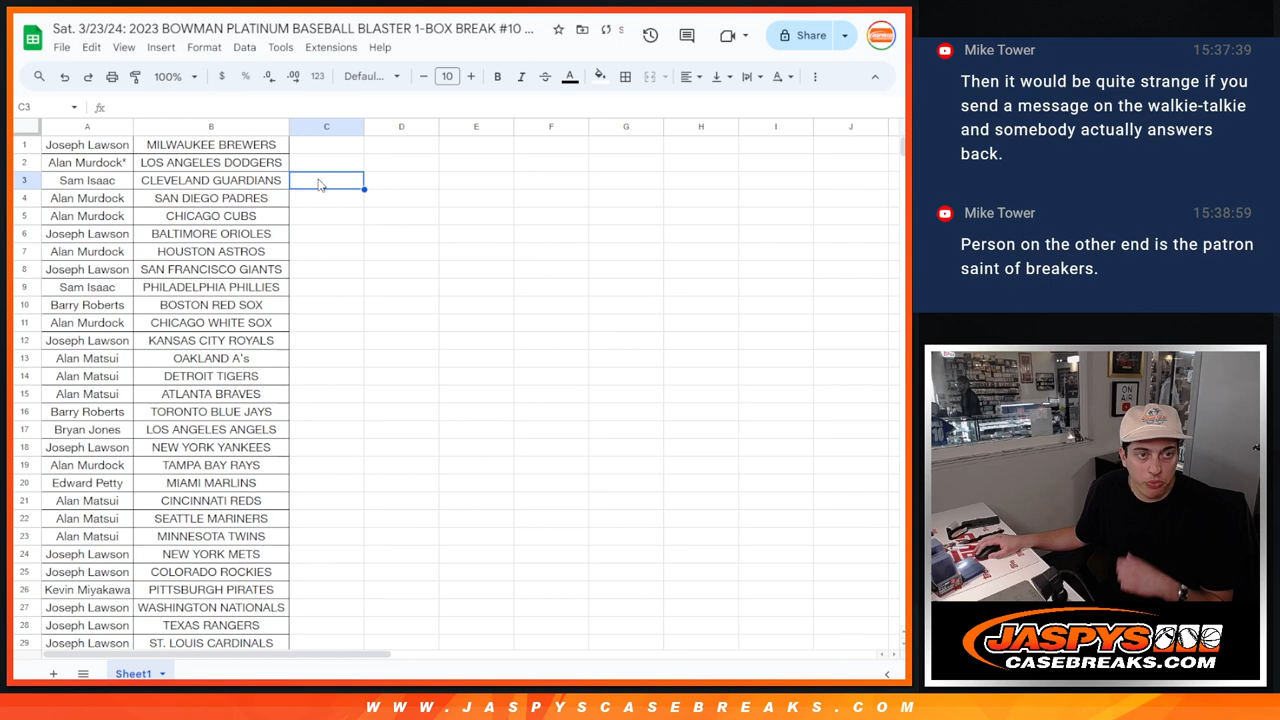 Sat. 3/23/24: 2023 BOWMAN PLATINUM BASEBALL BLASTER 1-BOX BREAK #10 ...
File Edit View Insert Format Data Tools Extensions Help
Share
100% $ % .0 .00 123 Defaul... 10 B I A
C3 fx
A B C D E F G H I J
1 Joseph Lawson MILWAUKEE BREWERS
2 Alan Murdock* LOS ANGELES DODGERS
3 Sam Isaac CLEVELAND GUARDIANS
4 Alan Murdock SAN DIEGO PADRES
5 Alan Murdock CHICAGO CUBS
6 Joseph Lawson BALTIMORE ORIOLES
7 Alan Murdock HOUSTON ASTROS
8 Joseph Lawson SAN FRANCISCO GIANTS
9 Sam Isaac PHILADELPHIA PHILLIES
10 Barry Roberts BOSTON RED SOX
11 Alan Murdock CHICAGO WHITE SOX
12 Joseph Lawson KANSAS CITY ROYALS
13 Alan Matsui OAKLAND A's
14 Alan Matsui DETROIT TIGERS
15 Alan Matsui ATLANTA BRAVES
16 Barry Roberts TORONTO BLUE JAYS
17 Bryan Jones LOS ANGELES ANGELS
18 Joseph Lawson NEW YORK YANKEES
19 Alan Murdock TAMPA BAY RAYS
20 Edward Petty MIAMI MARLINS
21 Alan Matsui CINCINNATI REDS
22 Alan Matsui SEATTLE MARINERS
23 Alan Matsui MINNESOTA TWINS
24 Joseph Lawson NEW YORK METS
25 Joseph Lawson COLORADO ROCKIES
26 Kevin Miyakawa PITTSBURGH PIRATES
27 Joseph Lawson WASHINGTON NATIONALS
28 Joseph Lawson TEXAS RANGERS
29 Joseph Lawson ST. LOUIS CARDINALS
Sheet1
Mike Tower 15:37:39
Then it would be quite strange if you
send a message on the walkie-talkie
and somebody actually answers
back.
Mike Tower 15:38:59
Person on the other end is the patron
saint of breakers.
ON
AIR
JASPYS
CASEBREAKS.COM
WWW.JASPYSCASEBREAKS.COM